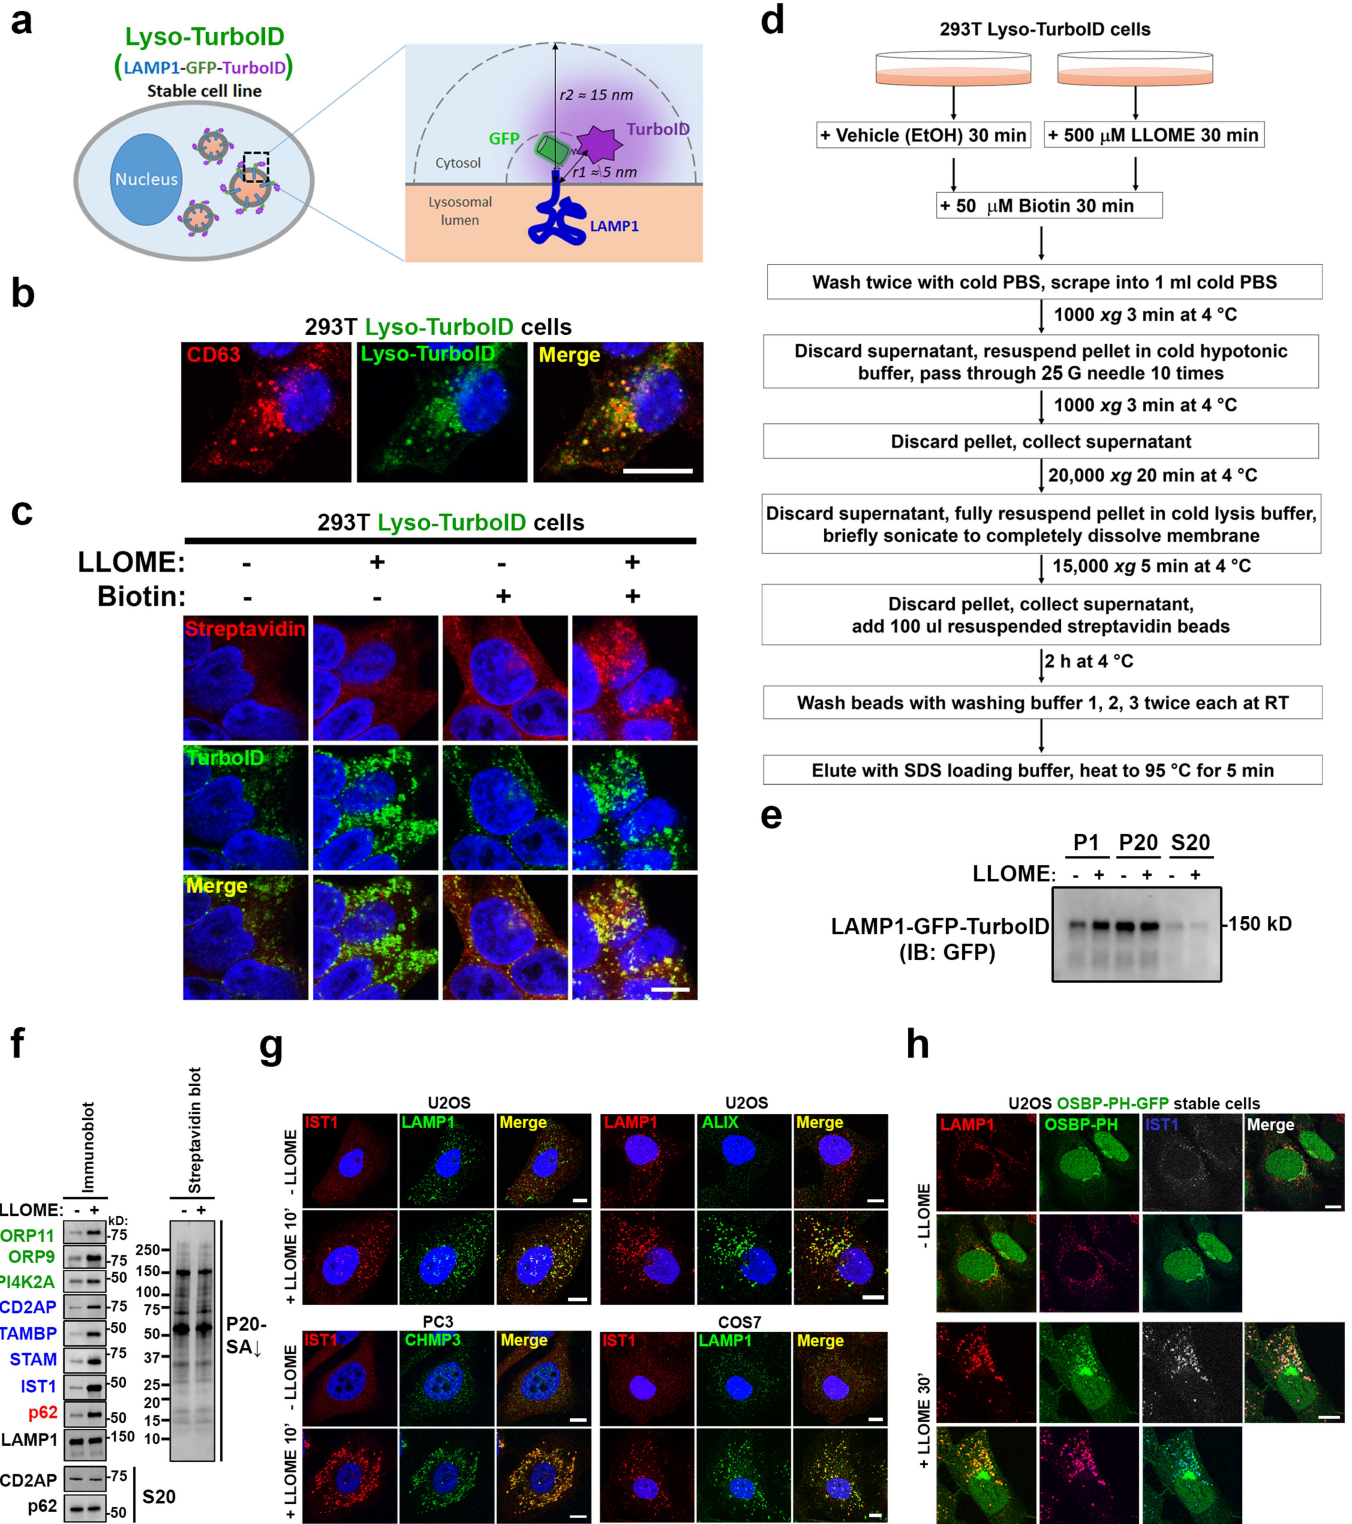 a
Lyso-TurboID
(LAMP1-GFP-TurboID)
Stable cell line
Nucleus
r2 ≈ 15 nm
GFP
TurboID
Cytosol
r1 ≈ 5 nm
Lysosomal
lumen
LAMP1
b
293T Lyso-TurboID cells
CD63
Lyso-TurboID
Merge
c
293T Lyso-TurboID cells
LLOME: - + - +
Biotin: - - + +
Streptavidin
TurboID
Merge
d
293T Lyso-TurboID cells
+ Vehicle (EtOH) 30 min
+ 500 μM LLOME 30 min
+ 50 μM Biotin 30 min
Wash twice with cold PBS, scrape into 1 ml cold PBS
1000 xg 3 min at 4 °C
Discard supernatant, resuspend pellet in cold hypotonic
buffer, pass through 25 G needle 10 times
1000 xg 3 min at 4 °C
Discard pellet, collect supernatant
20,000 xg 20 min at 4 °C
Discard supernatant, fully resuspend pellet in cold lysis buffer,
briefly sonicate to completely dissolve membrane
15,000 xg 5 min at 4 °C
Discard pellet, collect supernatant,
add 100 ul resuspended streptavidin beads
2 h at 4 °C
Wash beads with washing buffer 1, 2, 3 twice each at RT
Elute with SDS loading buffer, heat to 95 °C for 5 min
e
P1 P20 S20
LLOME: - + - + - +
LAMP1-GFP-TurboID
(IB: GFP)
-150 kD
f
Immunoblot
Streptavidin blot
LLOME: - + - +
kD:
ORP11 -75
ORP9 -75
PI4K2A -50
CD2AP -75
TAMBP -50
STAM -75
IST1 -50
p62 -50
LAMP1 -150
CD2AP -75
p62 -50
S20
250
150
100
75
50
37
25
20
15
10
P20-
SA↓
g
U2OS
IST1 LAMP1 Merge
- LLOME
+ LLOME 10'
U2OS
LAMP1 ALIX Merge
PC3
IST1 CHMP3 Merge
- LLOME
+ LLOME 10'
COS7
IST1 LAMP1 Merge
h
U2OS OSBP-PH-GFP stable cells
LAMP1 OSBP-PH IST1 Merge
- LLOME
+ LLOME 30'